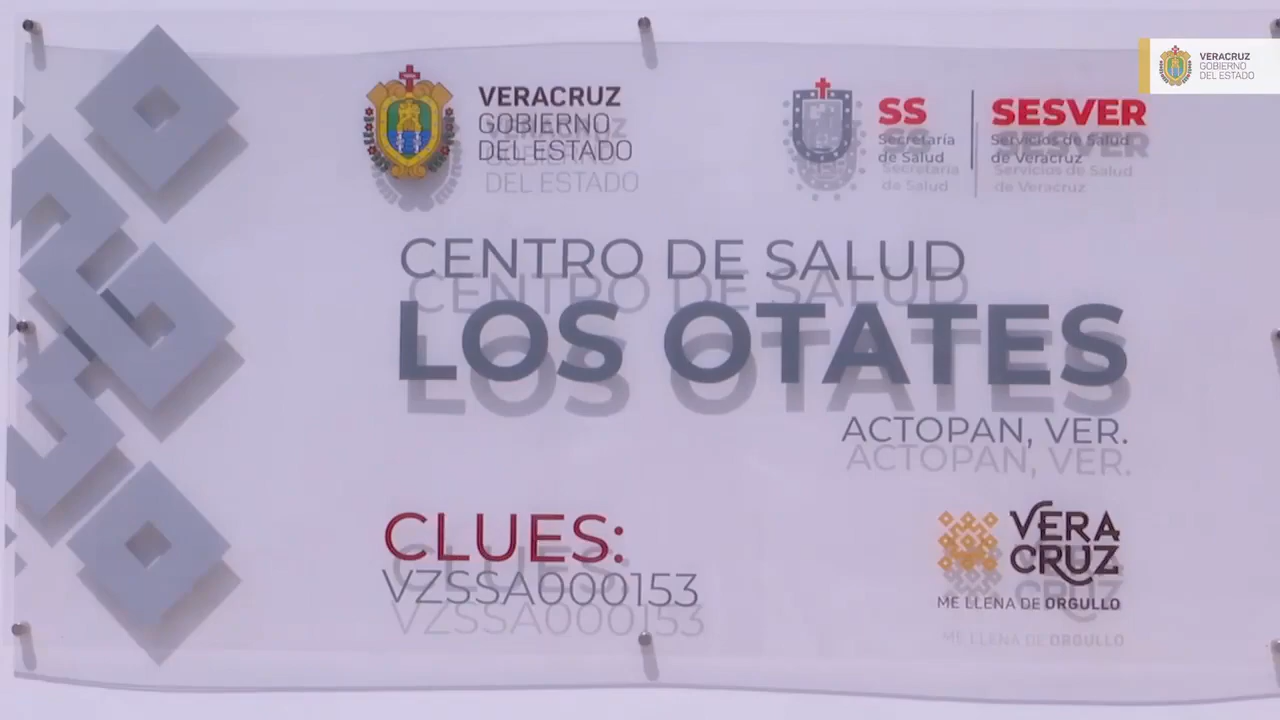 VERACRUZ
GOBIERNO
DEL ESTADO
VERACRUZ
GOBIERNO
DEL ESTADO
SS
Secretaría
de Salud
SESVER
Servicios de Salud
de Veracruz
CENTRO DE SALUD
LOS OTATES
ACTOPAN, VER.
CLUES:
VZSSA000153
VERA
CRUZ
ME LLENA DE ORGULLO